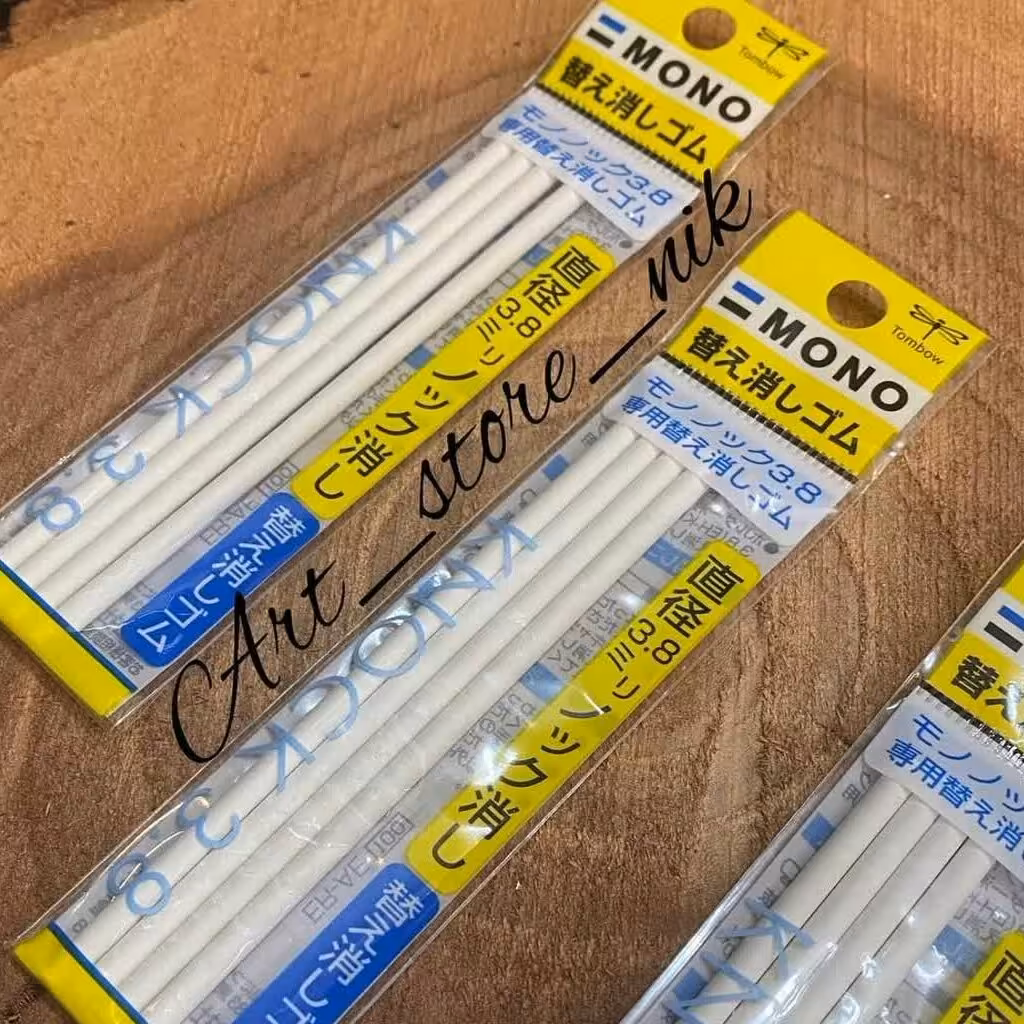 MONO
Tombow
替え消しゴム
モノノック3.8
専用替え消しゴム
KNOCK 3.8
直径
3.8ミリ
ノック消し
替え消しゴム
Art_store_nik
MONO
Tombow
替え消しゴム
モノノック3.8
専用替え消しゴム
KNOCK 3.8
直径
3.8ミリ
ノック消し
替え消しゴ
ER-AE
替え
モノノッ
専用替え消
KN
直径